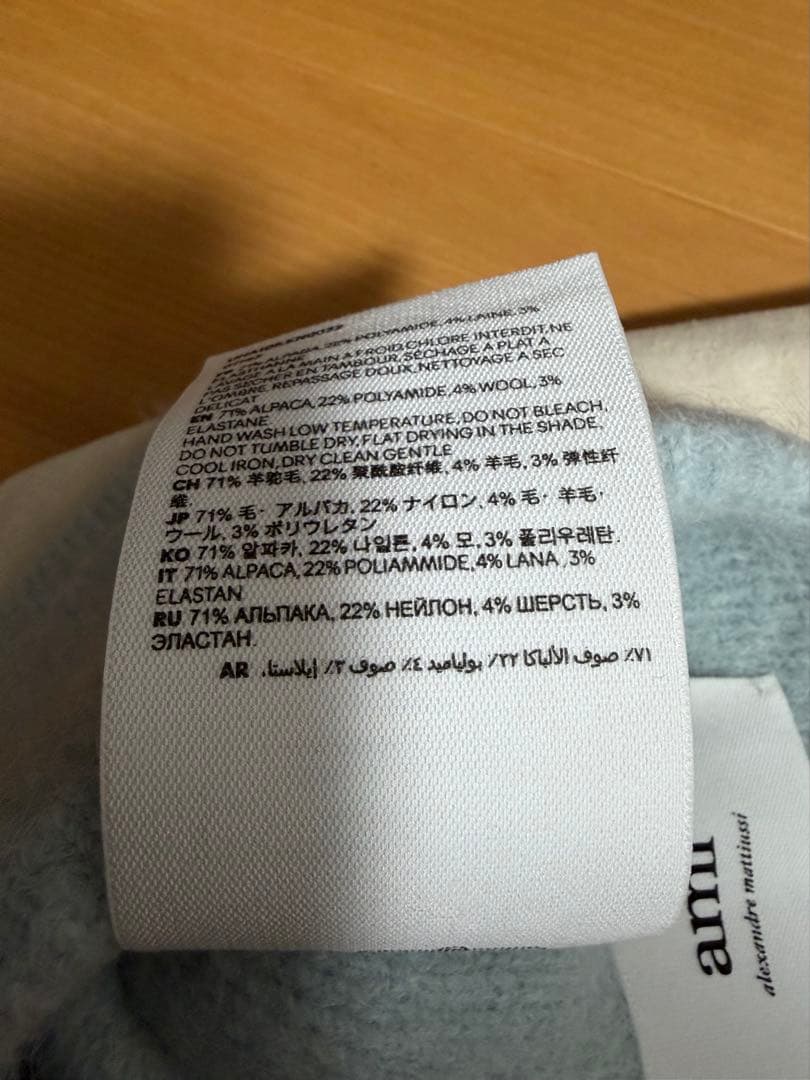 ALPACA, 22% POLYAMIDE, 4% LAINE, 3%
LAVAGE A LA MAIN A FROID, CHLORE INTERDIT, NE
PAS SECHER EN TAMBOUR, SÉCHAGE A PLAT A
L'OMBRE, REPASSAGE DOUX, NETTOYAGE A SEC
DELICAT
EN 71% ALPACA, 22% POLYAMIDE, 4% WOOL, 3%
ELASTANE
HAND WASH LOW TEMPERATURE, DO NOT BLEACH,
DO NOT TUMBLE DRY, FLAT DRYING IN THE SHADE,
COOL IRON, DRY CLEAN GENTLE
CH 71% 羊驼毛, 22% 聚酰胺纤维, 4% 羊毛, 3% 弹性纤
维.
JP 71% 毛・アルパカ, 22% ナイロン, 4% 毛・羊毛・
ウール, 3% ポリウレタン
KO 71% 알파카, 22% 나일론, 4% 모, 3% 폴리우레탄.
IT 71% ALPACA, 22% POLIAMMIDE, 4% LANA , 3%
ELASTAN
RU 71% АЛЬПАКА, 22% НЕЙЛОН, 4% ШЕРСТЬ, 3%
ЭЛАСТАН.
٧١٪ صوف الألباكا ٢٢٪ بولياميد ٤٪ صوف ٣٪ إيلاستا. AR
ami
alexandre mattiussi